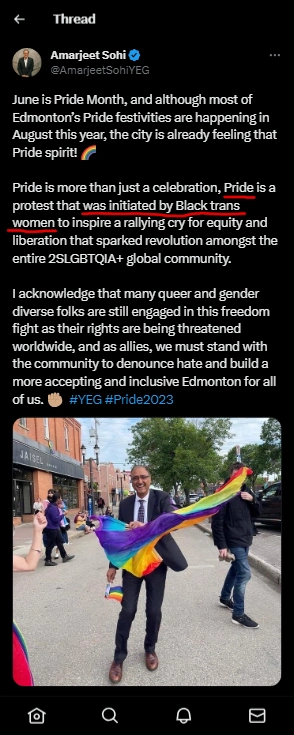 Thread
Amarjeet Sohi
@AmarjeetSohiYEG
June is Pride Month, and although most of
Edmonton's Pride festivities are happening in
August this year, the city is already feeling that
Pride spirit! 🌈
Pride is more than just a celebration, Pride is a
protest that was initiated by Black trans
women to inspire a rallying cry for equity and
liberation that sparked revolution amongst the
entire 2SLGBTQIA+ global community.
I acknowledge that many queer and gender
diverse folks are still engaged in this freedom
fight as their rights are being threatened
worldwide, and as allies, we must stand with
the community to denounce hate and build a
more accepting and inclusive Edmonton for all
of us. ✊🏼 #YEG #Pride2023
JAISEL